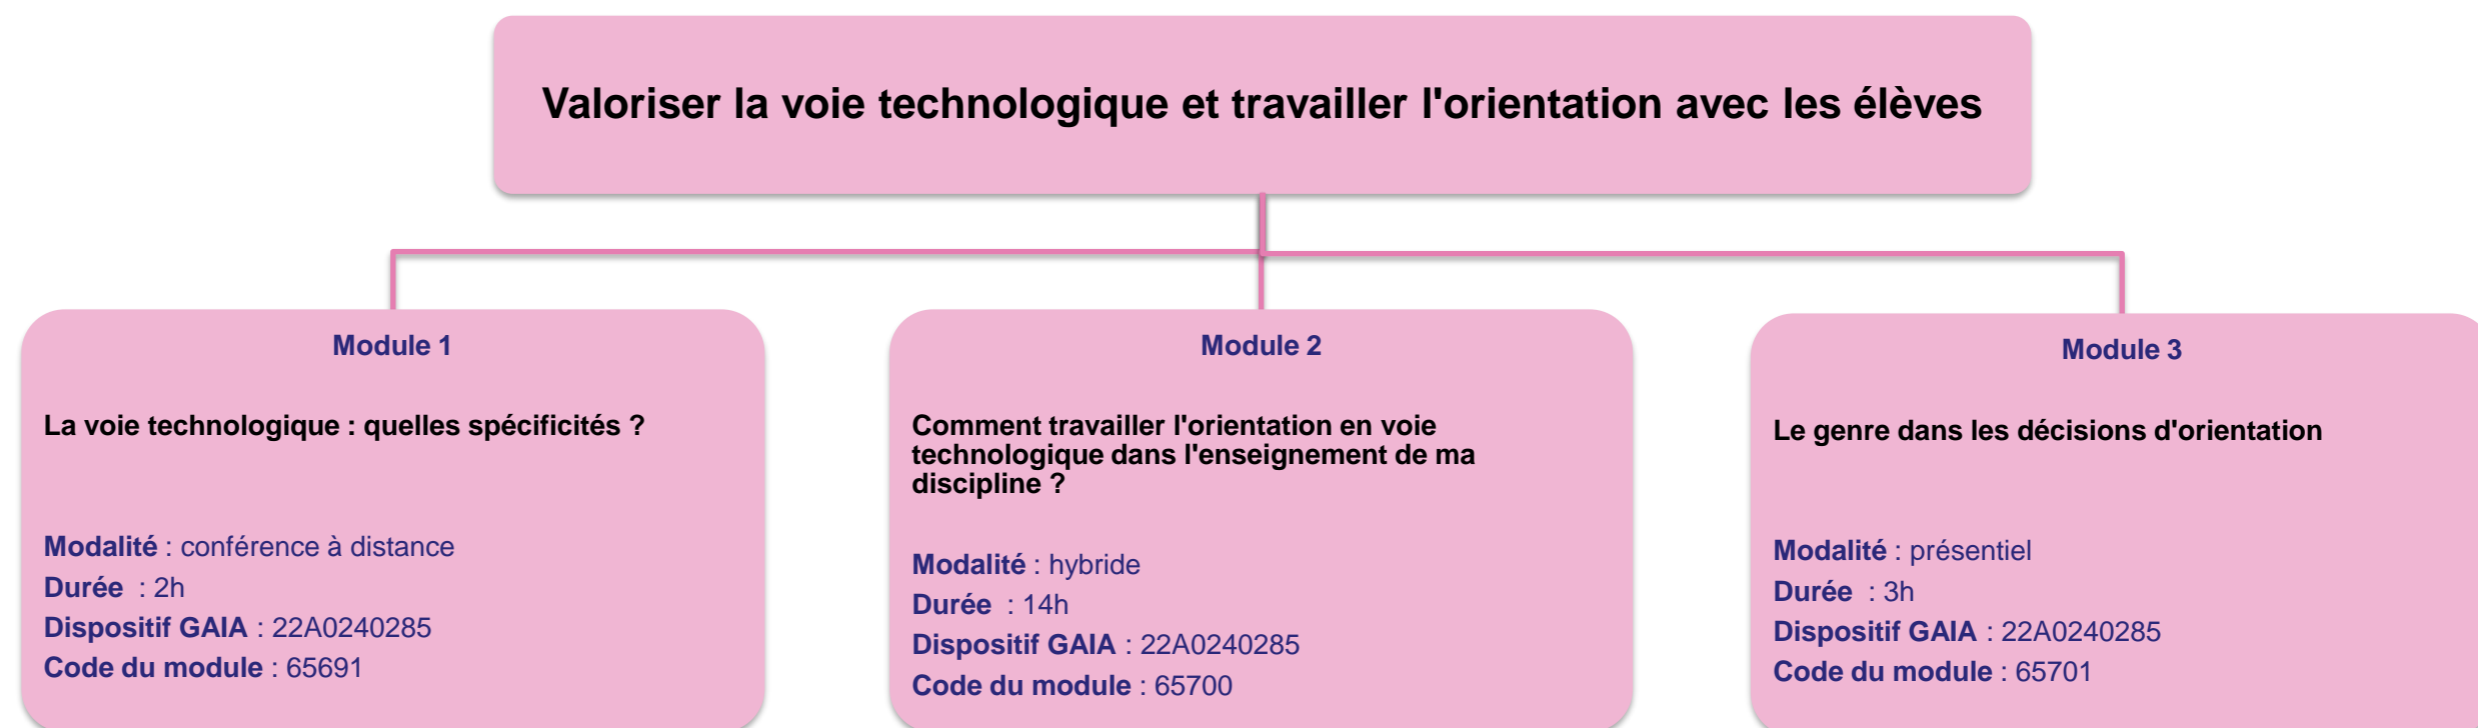 Valoriser la voie technologique et travailler l'orientation avec les élèves
Module 1
La voie technologique : quelles spécificités ?
Modalité : conférence à distance
Durée  : 2h
Dispositif GAIA : 22A0240285
Code du module : 65691
Module 2
Comment travailler l'orientation en voie
technologique dans l'enseignement de ma
discipline ?
Modalité : hybride
Durée  : 14h
Dispositif GAIA : 22A0240285
Code du module : 65700
Module 3
Le genre dans les décisions d'orientation
Modalité : présentiel
Durée  : 3h
Dispositif GAIA : 22A0240285
Code du module : 65701